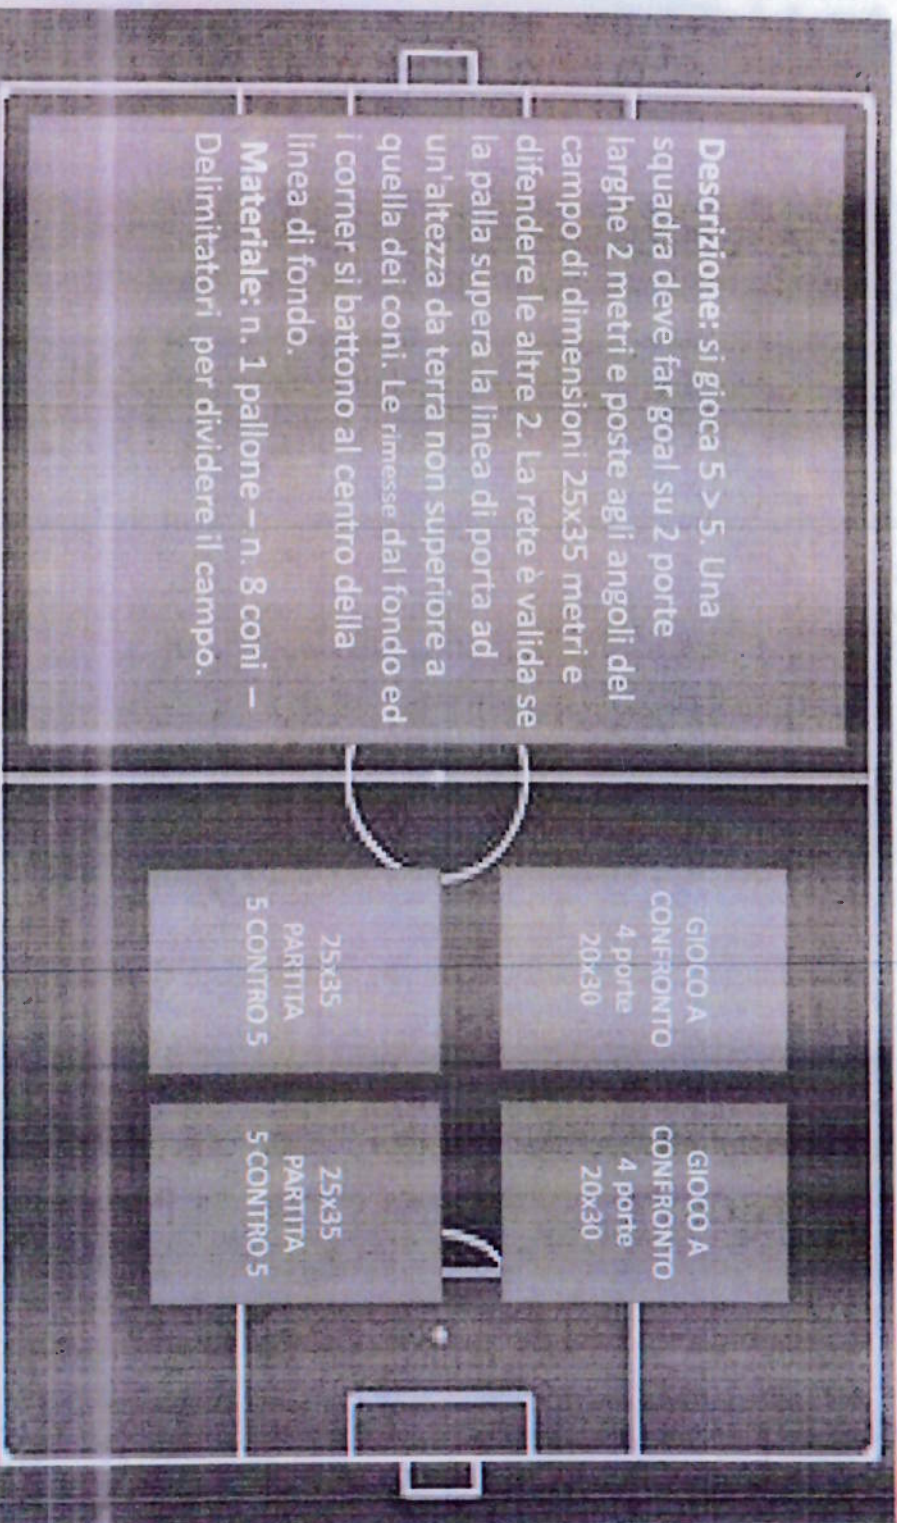 Descrizione: si gioca 5 > 5. Una
squadra deve far goal su 2 porte
larghe 2 metri e poste agli angoli del
campo di dimensioni 25x35 metri e
difendere le altre 2. La rete è valida se
la palla supera la linea di porta ad
un'altezza da terra non superiore a
quella dei coni. Le rimesse dal fondo ed
i corner si battono al centro della
linea di fondo.
Materiale: n. 1 pallone – n. 8 coni –
Delimitatori per dividere il campo.
GIOCO A
CONFRONTO
4 porte
20x30
GIOCO A
CONFRONTO
4 porte
20x30
25x35
PARTITA
5 CONTRO 5
25x35
PARTITA
5 CONTRO 5